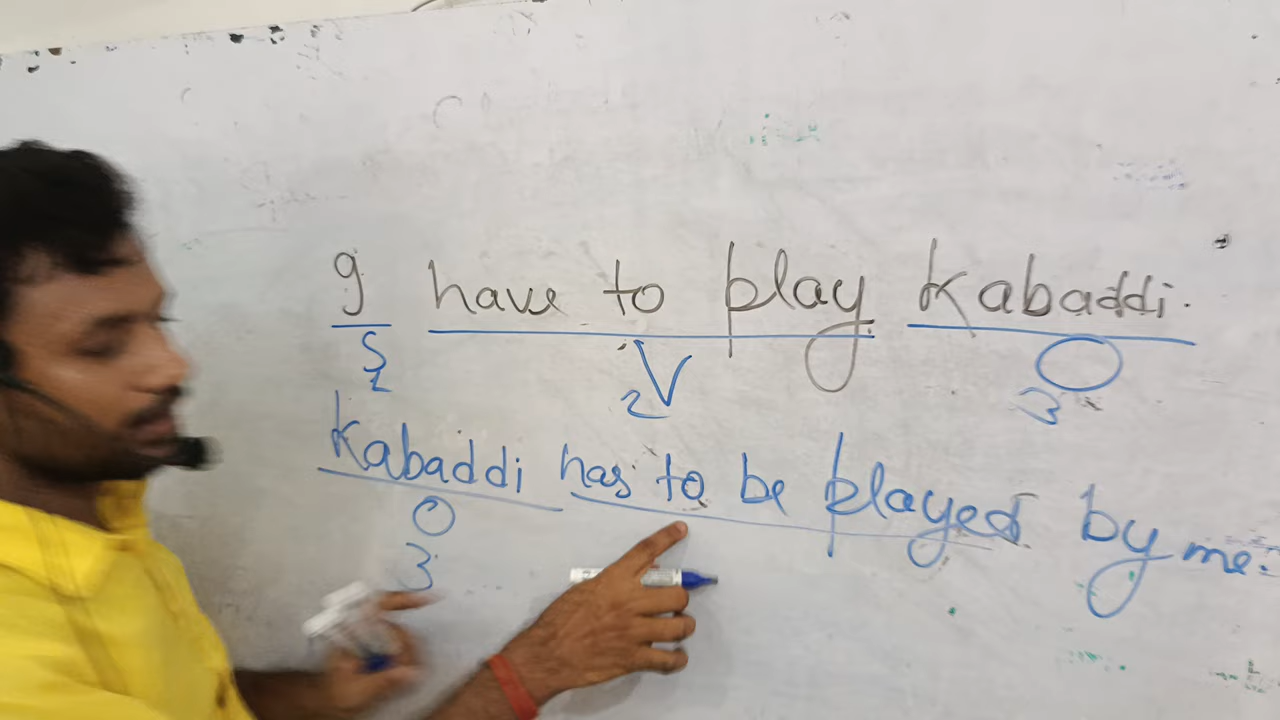 I have to play kabaddi.
S V O
1 2 3
kabaddi has to be played by me.
O
3